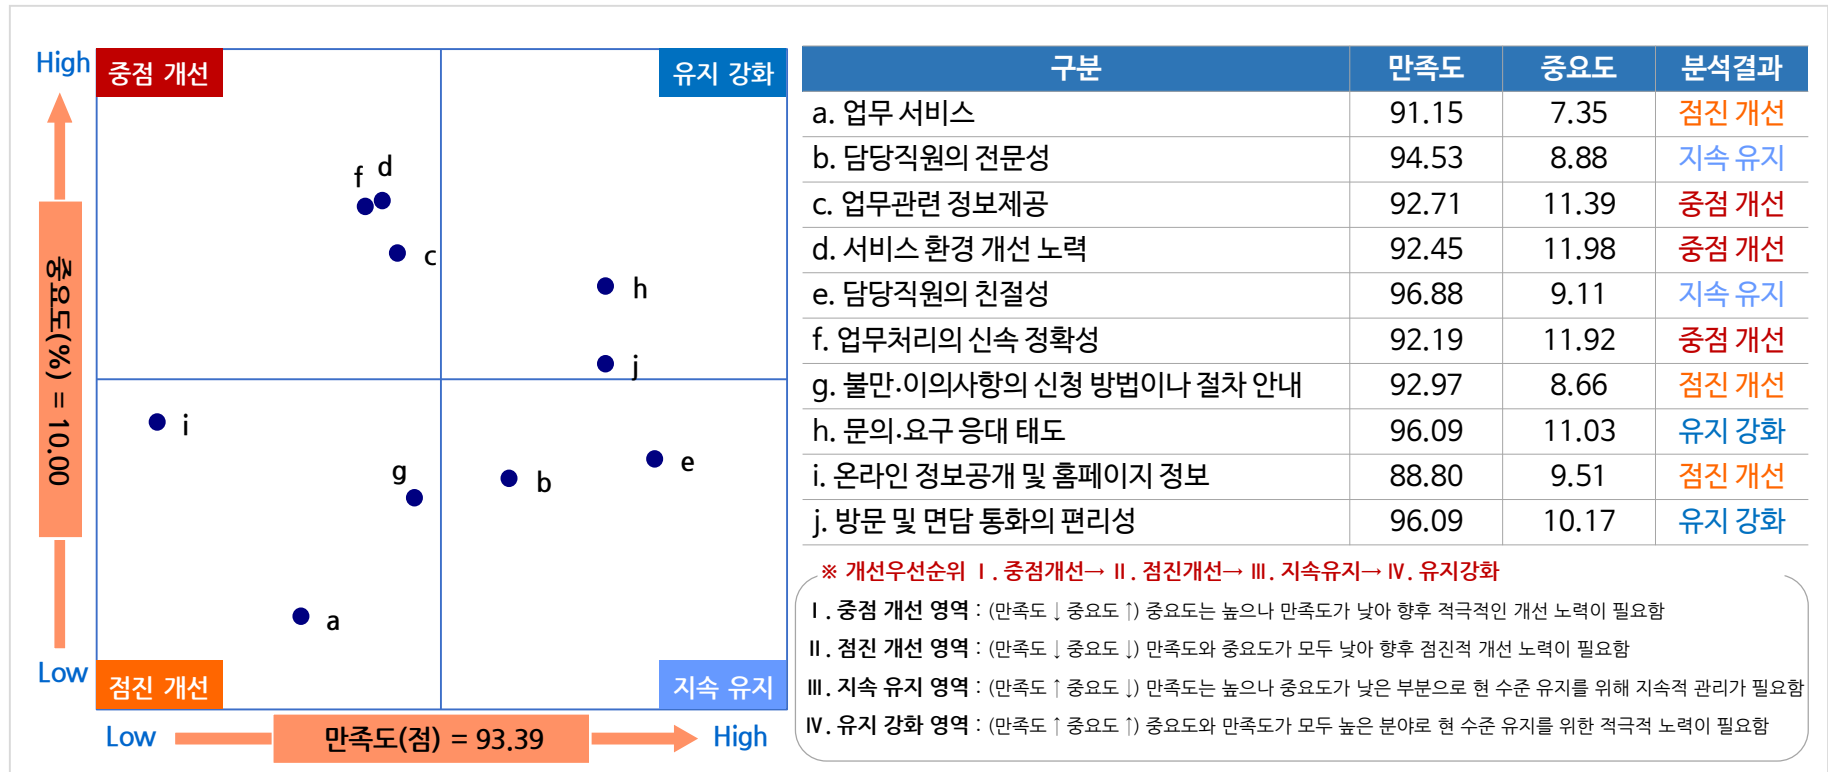 High
중점 개선
유지 강화
f
d
c
h
j
i
g
b
e
a
중요도(%) = 10.00
Low
점진 개선
지속 유지
Low
만족도(점) = 93.39
High
구분 만족도 중요도 분석결과
a. 업무 서비스 91.15 7.35 점진 개선
b. 담당직원의 전문성 94.53 8.88 지속 유지
c. 업무관련 정보제공 92.71 11.39 중점 개선
d. 서비스 환경 개선 노력 92.45 11.98 중점 개선
e. 담당직원의 친절성 96.88 9.11 지속 유지
f. 업무처리의 신속 정확성 92.19 11.92 중점 개선
g. 불만·이의사항의 신청 방법이나 절차 안내 92.97 8.66 점진 개선
h. 문의·요구 응대 태도 96.09 11.03 유지 강화
i. 온라인 정보공개 및 홈페이지 정보 88.80 9.51 점진 개선
j. 방문 및 면담 통화의 편리성 96.09 10.17 유지 강화
※ 개선우선순위 Ⅰ. 중점개선→ Ⅱ. 점진개선→ Ⅲ. 지속유지→ Ⅳ. 유지강화
Ⅰ. 중점 개선 영역 : (만족도↓ 중요도↑) 중요도는 높으나 만족도가 낮아 향후 적극적인 개선 노력이 필요함
Ⅱ. 점진 개선 영역 : (만족도↓ 중요도↓) 만족도와 중요도가 모두 낮아 향후 점진적 개선 노력이 필요함
Ⅲ. 지속 유지 영역 : (만족도↑ 중요도↓) 만족도는 높으나 중요도가 낮은 부분으로 현 수준 유지를 위해 지속적 관리가 필요함
Ⅳ. 유지 강화 영역 : (만족도↑ 중요도↑) 중요도와 만족도가 모두 높은 분야로 현 수준 유지를 위한 적극적 노력이 필요함